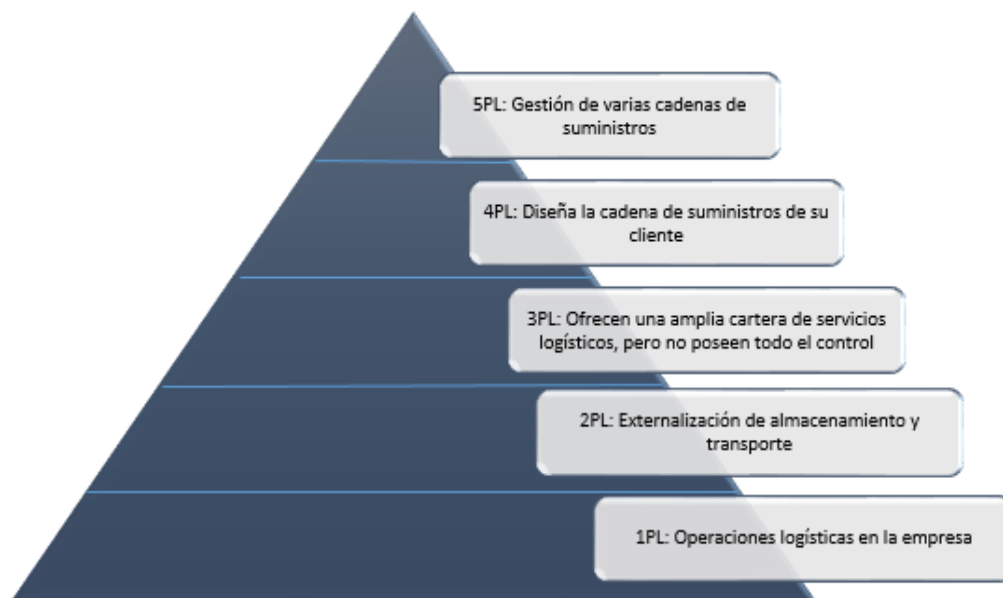 5PL: Gestión de varias cadenas de
suministros
4PL: Diseña la cadena de suministros de su
cliente
3PL: Ofrecen una amplia cartera de servicios
logísticos, pero no poseen todo el control
2PL: Externalización de almacenamiento y
transporte
1PL: Operaciones logísticas en la empresa